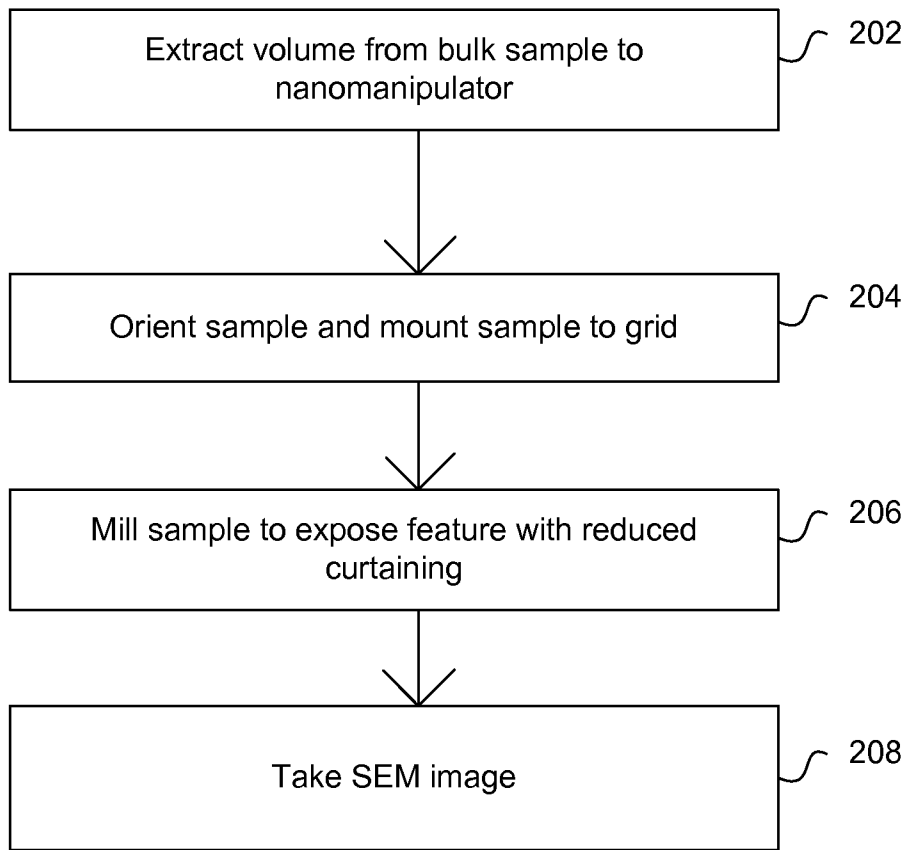 Extract volume from bulk sample to
nanomanipulator
202
Orient sample and mount sample to grid
204
Mill sample to expose feature with reduced
curtaining
206
Take SEM image
208